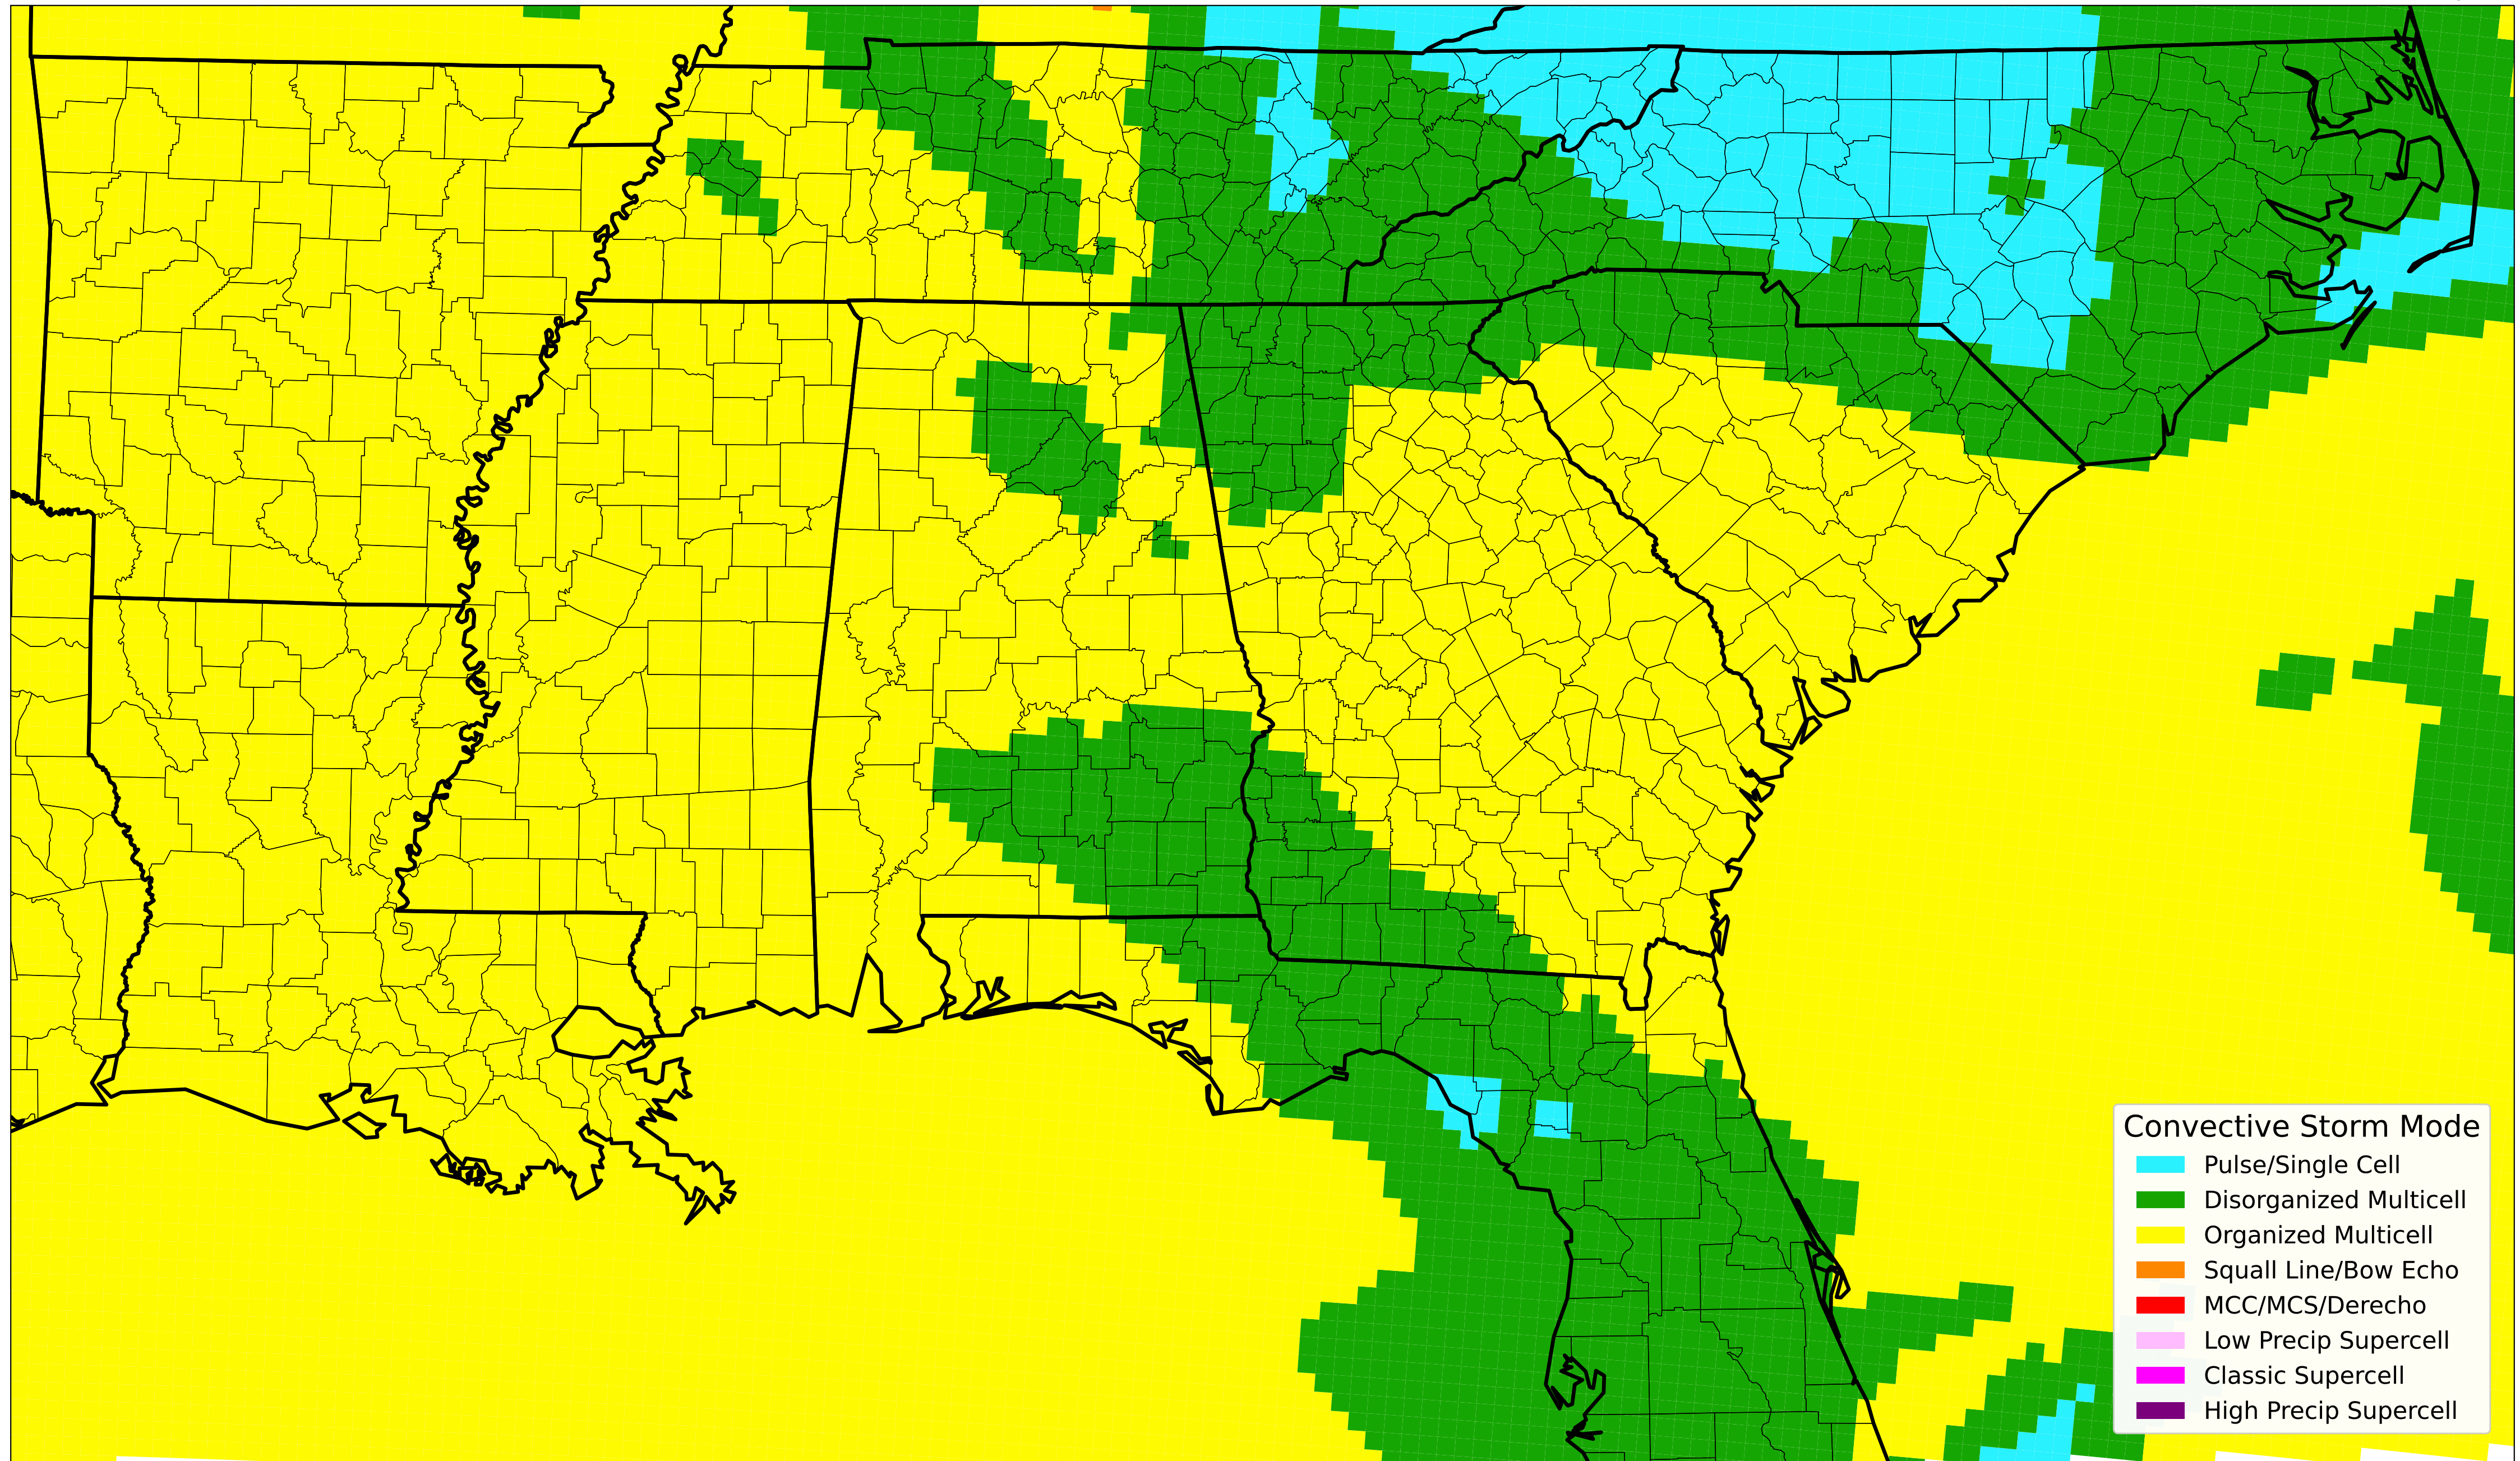 Convective Storm Mode
Pulse/Single Cell
Disorganized Multicell
Organized Multicell
Squall Line/Bow Echo
MCC/MCS/Derecho
Low Precip Supercell
Classic Supercell
High Precip Supercell